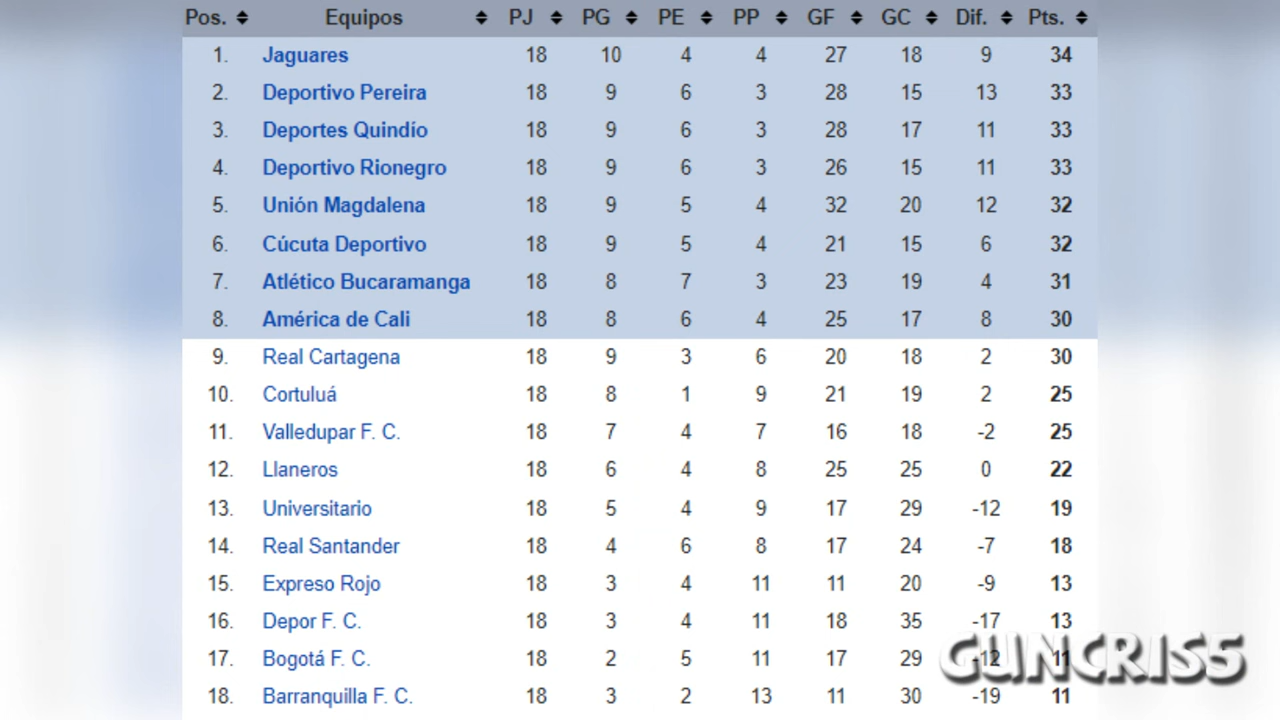 Pos. Equipos PJ PG PE PP GF GC Dif. Pts.
1. Jaguares 18 10 4 4 27 18 9 34
2. Deportivo Pereira 18 9 6 3 28 15 13 33
3. Deportes Quindío 18 9 6 3 28 17 11 33
4. Deportivo Rionegro 18 9 6 3 26 15 11 33
5. Unión Magdalena 18 9 5 4 32 20 12 32
6. Cúcuta Deportivo 18 9 5 4 21 15 6 32
7. Atlético Bucaramanga 18 8 7 3 23 19 4 31
8. América de Cali 18 8 6 4 25 17 8 30
9. Real Cartagena 18 9 3 6 20 18 2 30
10. Cortuluá 18 8 1 9 21 19 2 25
11. Valledupar F. C. 18 7 4 7 16 18 -2 25
12. Llaneros 18 6 4 8 25 25 0 22
13. Universitario 18 5 4 9 17 29 -12 19
14. Real Santander 18 4 6 8 17 24 -7 18
15. Expreso Rojo 18 3 4 11 11 20 -9 13
16. Depor F. C. 18 3 4 11 18 35 -17 13
17. Bogotá F. C. 18 2 5 11 17 29 -12 11
18. Barranquilla F. C. 18 3 2 13 11 30 -19 11
GUNCRIS5